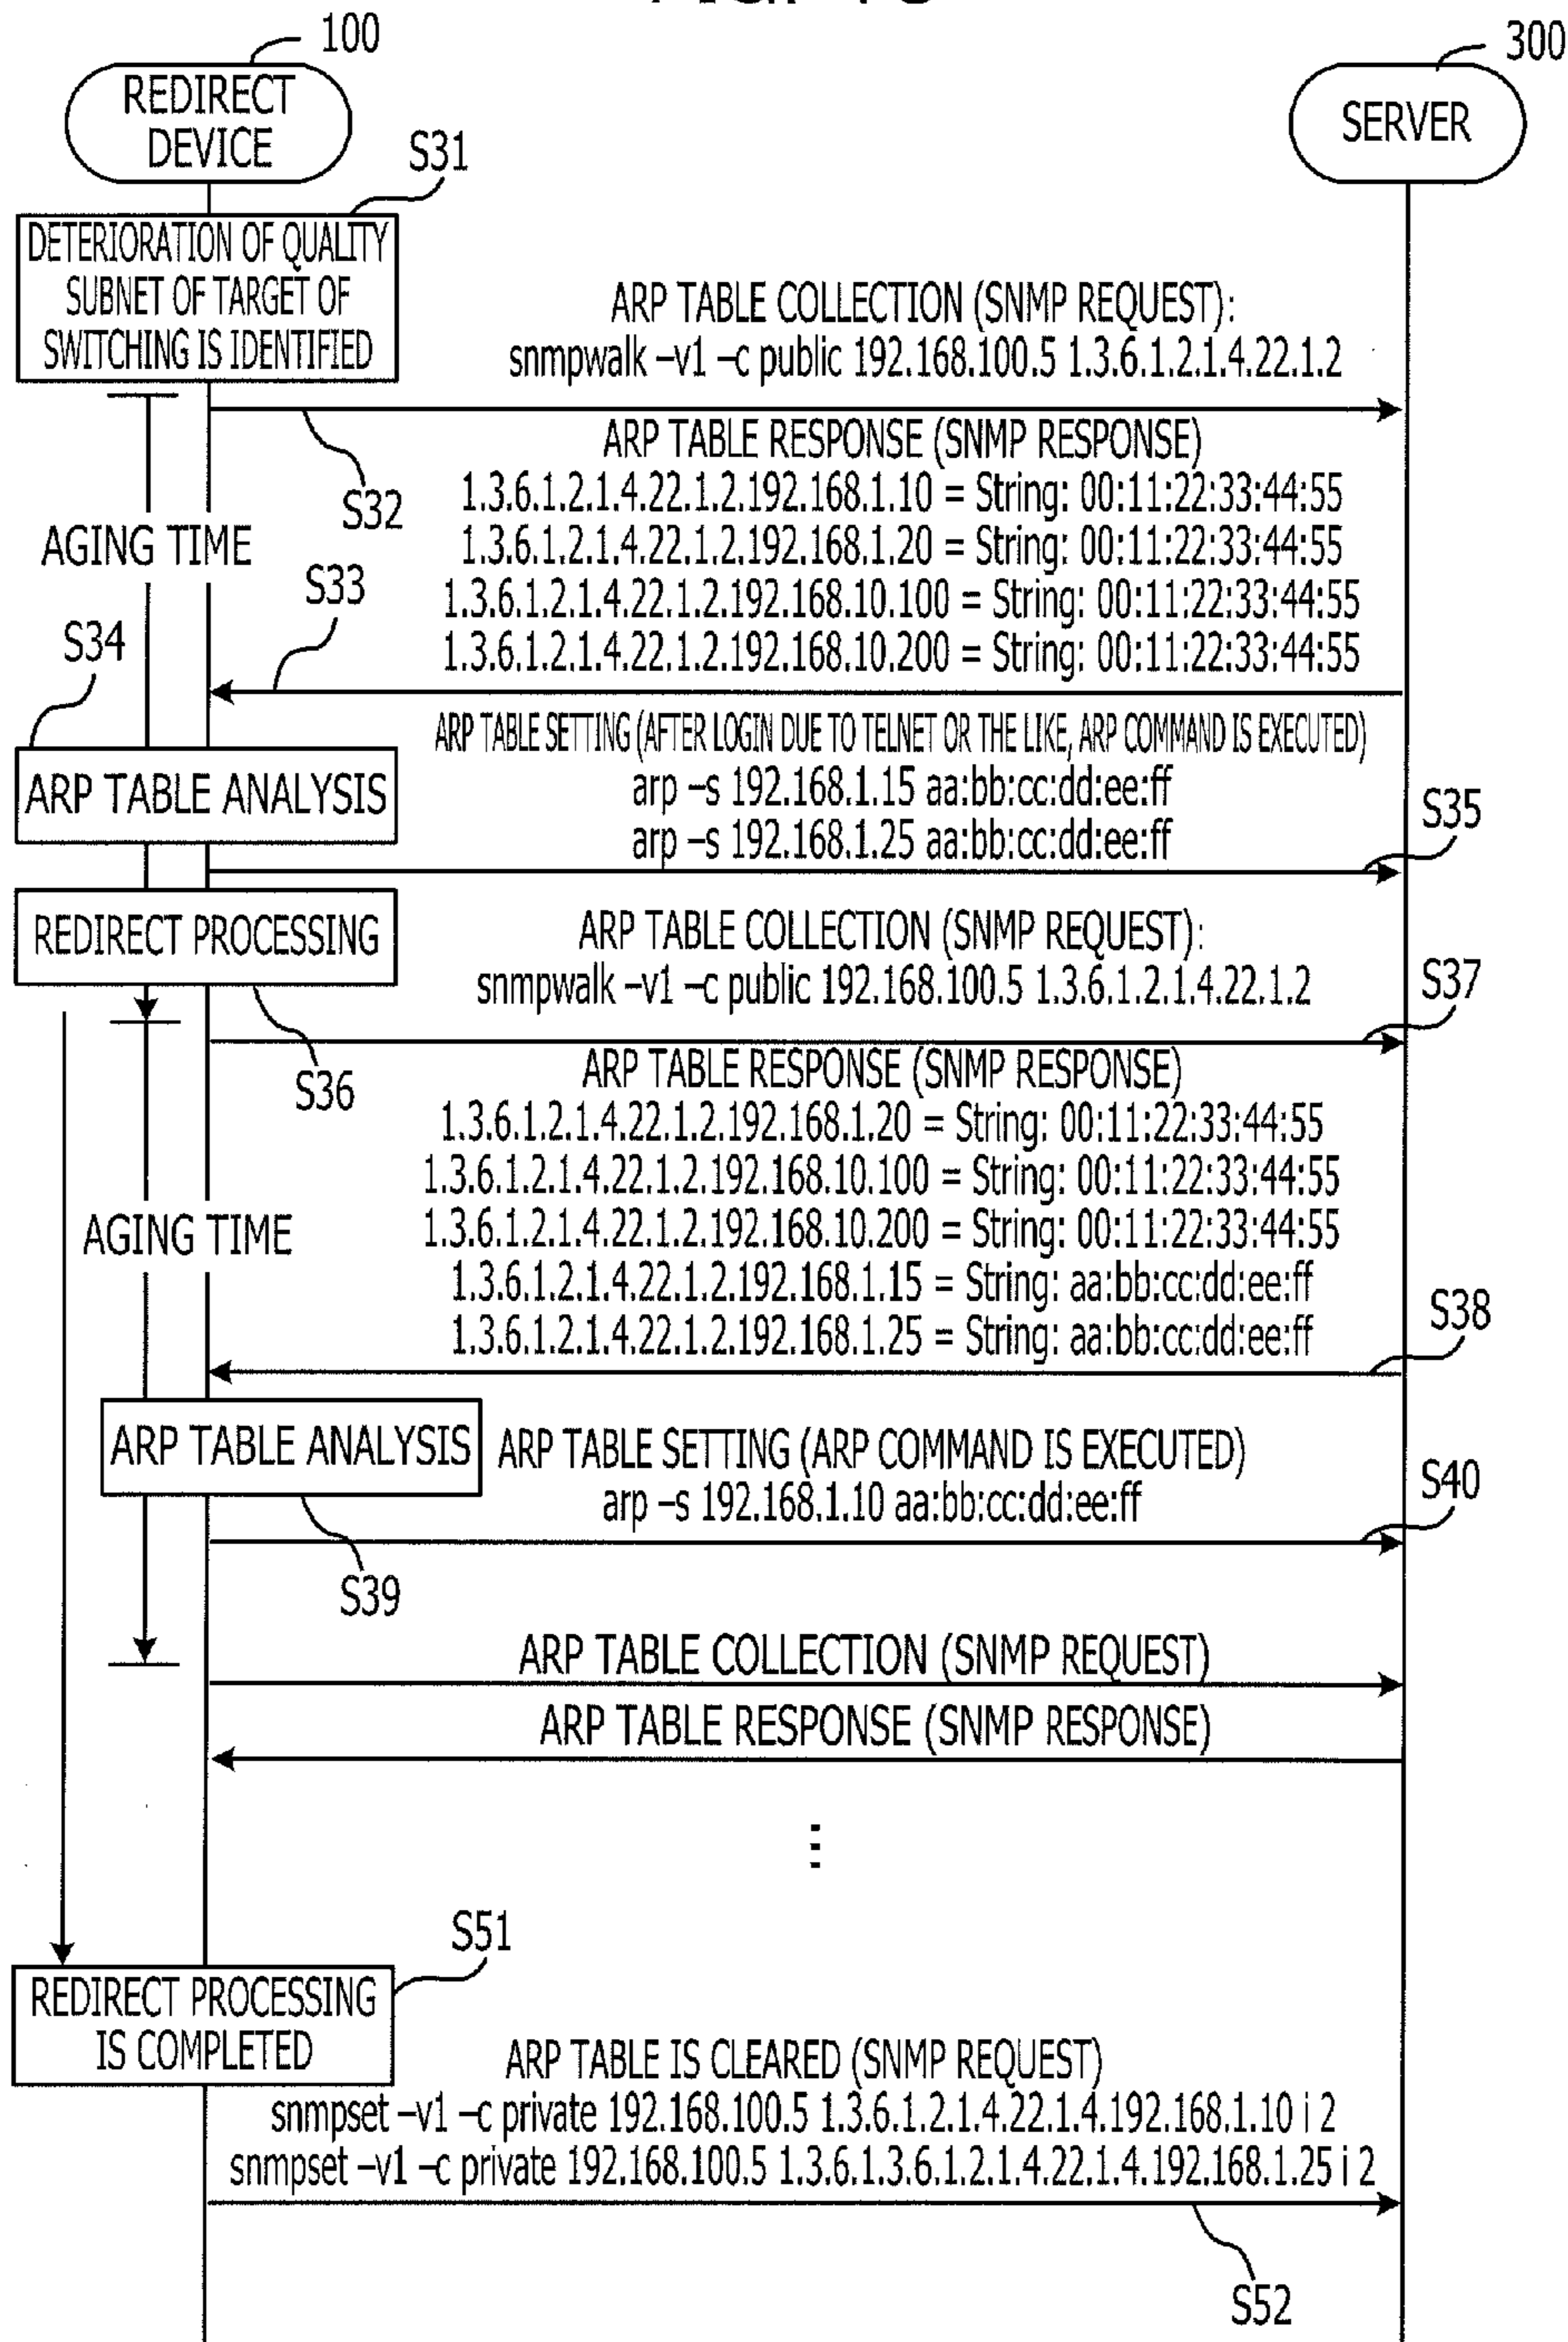 100
300
REDIRECT
DEVICE
SERVER
S31
DETERIORATION OF QUALITY
SUBNET OF TARGET OF
SWITCHING IS IDENTIFIED
ARP TABLE COLLECTION (SNMP REQUEST):
snmpwalk –v1 –c public 192.168.100.5 1.3.6.1.2.1.4.22.1.2
S32
ARP TABLE RESPONSE (SNMP RESPONSE)
1.3.6.1.2.1.4.22.1.2.192.168.1.10 = String: 00:11:22:33:44:55
1.3.6.1.2.1.4.22.1.2.192.168.1.20 = String: 00:11:22:33:44:55
1.3.6.1.2.1.4.22.1.2.192.168.10.100 = String: 00:11:22:33:44:55
1.3.6.1.2.1.4.22.1.2.192.168.10.200 = String: 00:11:22:33:44:55
AGING TIME
S33
S34
ARP TABLE ANALYSIS
ARP TABLE SETTING (AFTER LOGIN DUE TO TELNET OR THE LIKE, ARP COMMAND IS EXECUTED)
arp –s 192.168.1.15 aa:bb:cc:dd:ee:ff
arp –s 192.168.1.25 aa:bb:cc:dd:ee:ff
S35
REDIRECT PROCESSING
S36
ARP TABLE COLLECTION (SNMP REQUEST):
snmpwalk –v1 –c public 192.168.100.5 1.3.6.1.2.1.4.22.1.2
S37
ARP TABLE RESPONSE (SNMP RESPONSE)
1.3.6.1.2.1.4.22.1.2.192.168.1.20 = String: 00:11:22:33:44:55
1.3.6.1.2.1.4.22.1.2.192.168.10.100 = String: 00:11:22:33:44:55
1.3.6.1.2.1.4.22.1.2.192.168.10.200 = String: 00:11:22:33:44:55
1.3.6.1.2.1.4.22.1.2.192.168.1.15 = String: aa:bb:cc:dd:ee:ff
1.3.6.1.2.1.4.22.1.2.192.168.1.25 = String: aa:bb:cc:dd:ee:ff
AGING TIME
S38
ARP TABLE ANALYSIS
S39
ARP TABLE SETTING (ARP COMMAND IS EXECUTED)
arp –s 192.168.1.10 aa:bb:cc:dd:ee:ff
S40
ARP TABLE COLLECTION (SNMP REQUEST)
ARP TABLE RESPONSE (SNMP RESPONSE)
S51
REDIRECT PROCESSING
IS COMPLETED
ARP TABLE IS CLEARED (SNMP REQUEST)
snmpset –v1 –c private 192.168.100.5 1.3.6.1.2.1.4.22.1.4.192.168.1.10 i 2
snmpset –v1 –c private 192.168.100.5 1.3.6.1.3.6.1.2.1.4.22.1.4.192.168.1.25 i 2
S52